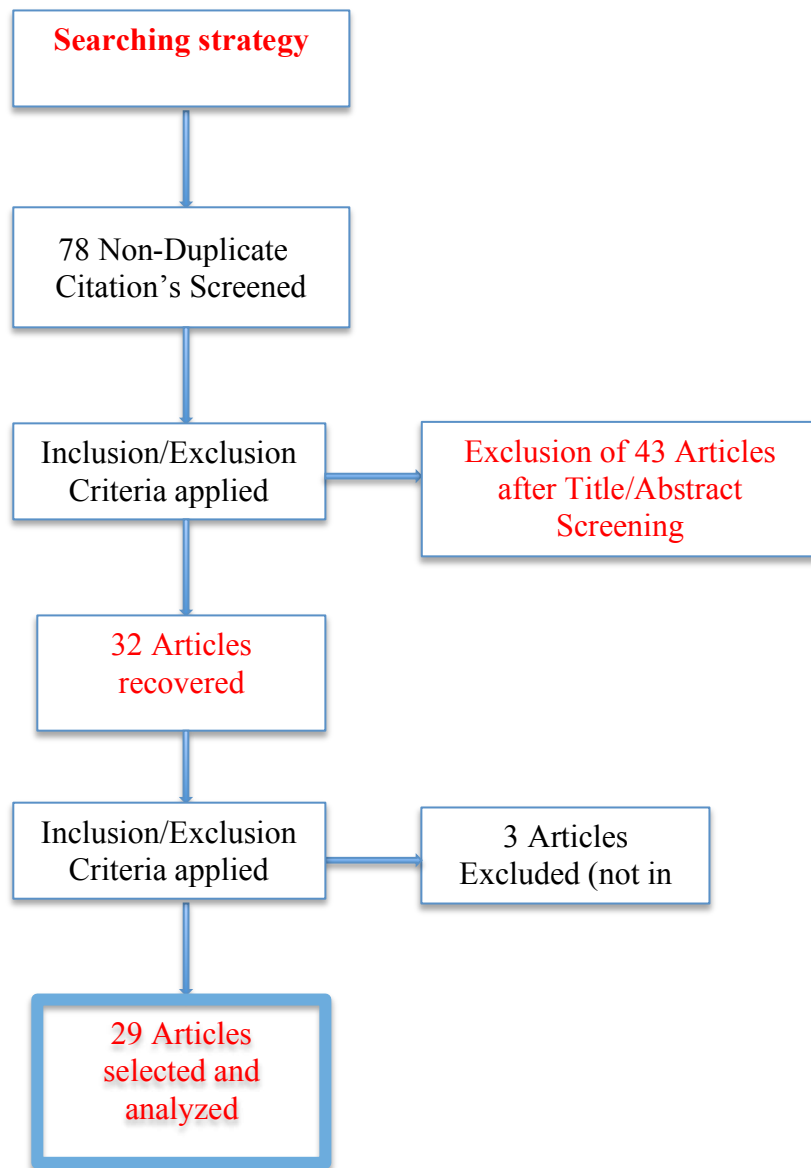 Searching strategy
78 Non-Duplicate
Citation’s Screened
Inclusion/Exclusion
Criteria applied
Exclusion of 43 Articles
after Title/Abstract
Screening
32 Articles
recovered
Inclusion/Exclusion
Criteria applied
3 Articles
Excluded (not in
29 Articles
selected and
analyzed